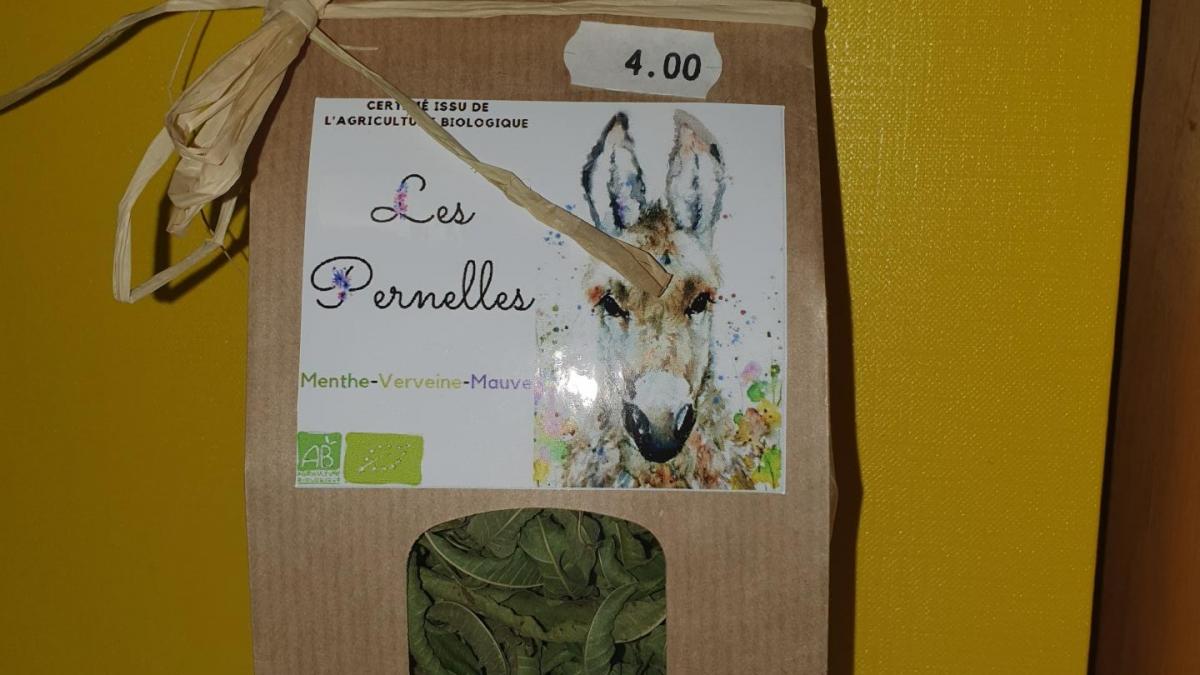 4.00
ISSU DE
BIOLOGIQUE
Les
Pernelles
Menthe-Verveine-Mauve
AB